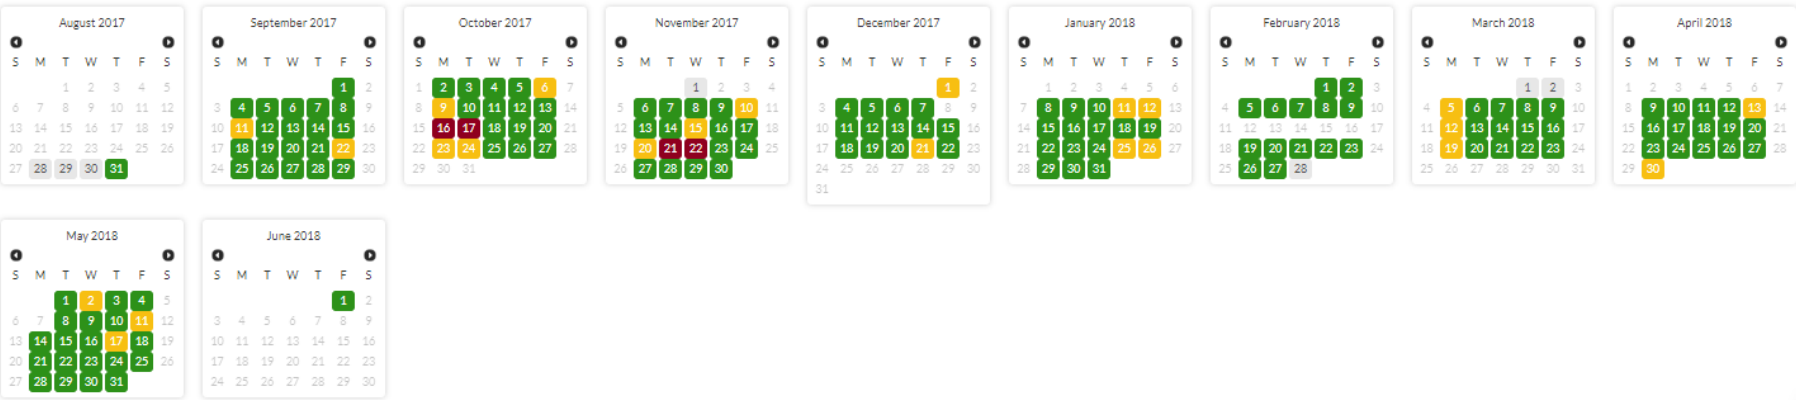 August 2017
S M T W T F S
1 2 3 4 5
6 7 8 9 10 11 12
13 14 15 16 17 18 19
20 21 22 23 24 25 26
27 28 29 30 31
September 2017
S M T W T F S
1 2
3 4 5 6 7 8 9
10 11 12 13 14 15 16
17 18 19 20 21 22 23
24 25 26 27 28 29 30
October 2017
S M T W T F S
1 2 3 4 5 6 7
8 9 10 11 12 13 14
15 16 17 18 19 20 21
22 23 24 25 26 27 28
29 30 31
November 2017
S M T W T F S
1 2 3 4
5 6 7 8 9 10 11
12 13 14 15 16 17 18
19 20 21 22 23 24 25
26 27 28 29 30
December 2017
S M T W T F S
1 2
3 4 5 6 7 8 9
10 11 12 13 14 15 16
17 18 19 20 21 22 23
24 25 26 27 28 29 30
31
January 2018
S M T W T F S
1 2 3 4 5 6
7 8 9 10 11 12 13
14 15 16 17 18 19 20
21 22 23 24 25 26 27
28 29 30 31
February 2018
S M T W T F S
1 2 3
4 5 6 7 8 9 10
11 12 13 14 15 16 17
18 19 20 21 22 23 24
25 26 27 28
March 2018
S M T W T F S
1 2 3
4 5 6 7 8 9 10
11 12 13 14 15 16 17
18 19 20 21 22 23 24
25 26 27 28 29 30 31
April 2018
S M T W T F S
1 2 3 4 5 6 7
8 9 10 11 12 13 14
15 16 17 18 19 20 21
22 23 24 25 26 27 28
29 30
May 2018
S M T W T F S
1 2 3 4 5
6 7 8 9 10 11 12
13 14 15 16 17 18 19
20 21 22 23 24 25 26
27 28 29 30 31
June 2018
S M T W T F S
1 2
3 4 5 6 7 8 9
10 11 12 13 14 15 16
17 18 19 20 21 22 23
24 25 26 27 28 29 30